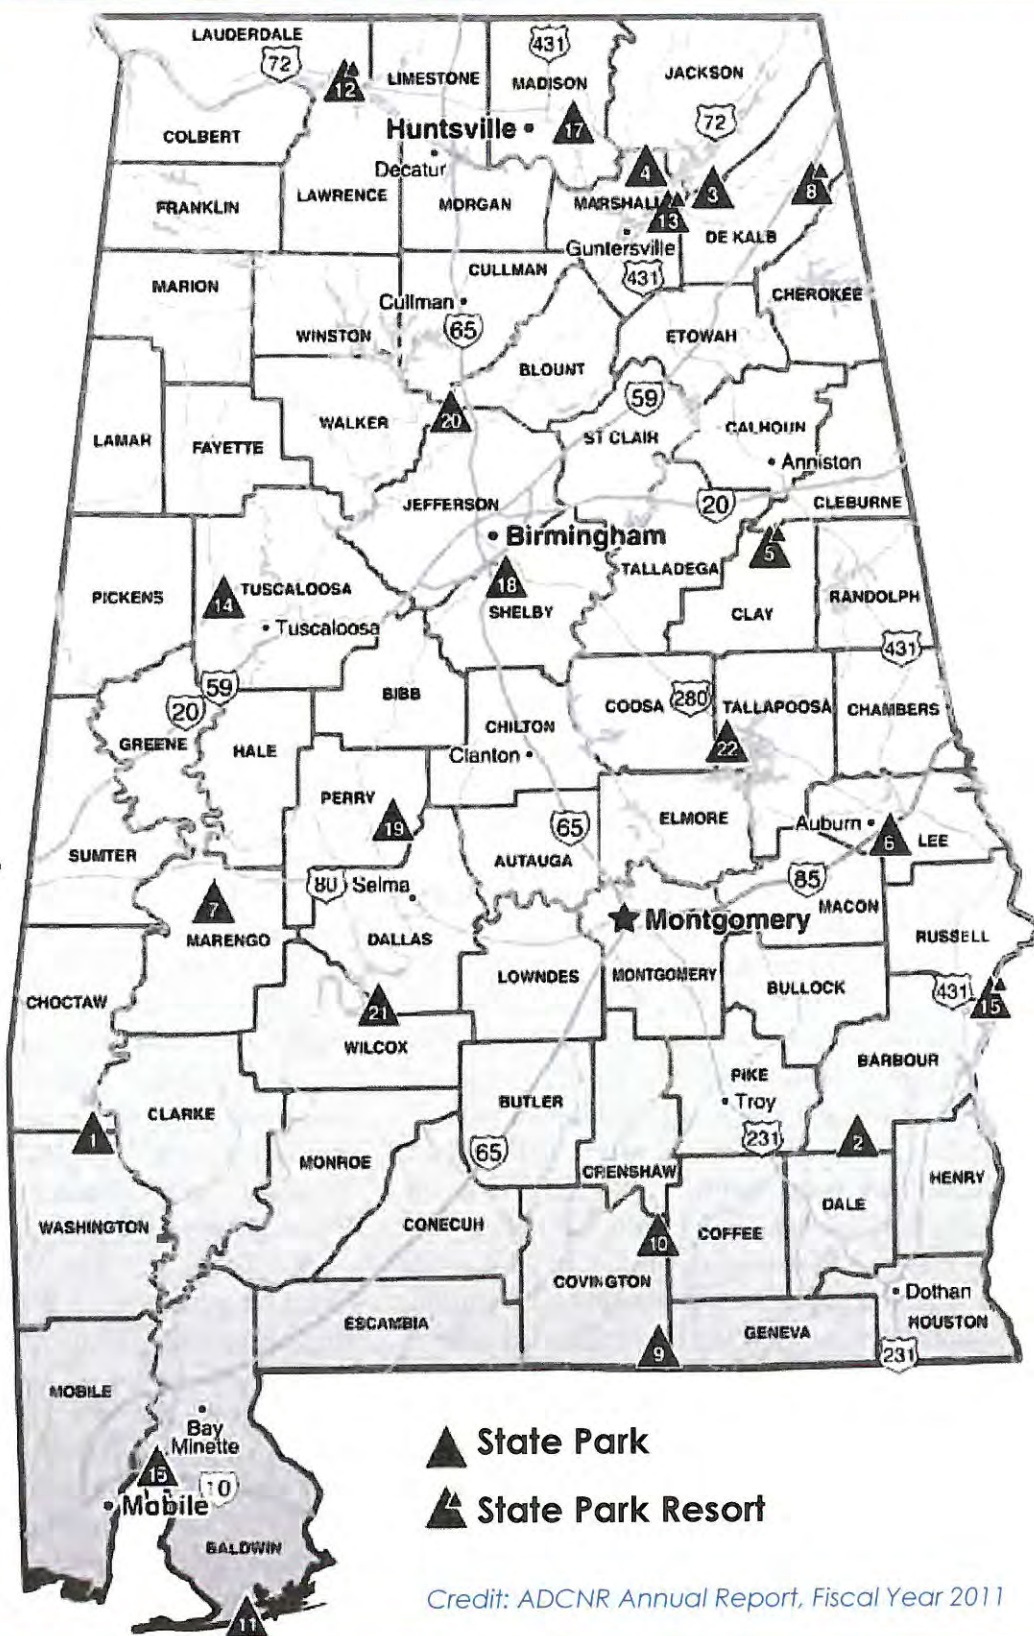 LAUDERDALE
72
12
LIMESTONE
431
MADISON
JACKSON
72
COLBERT
Huntsville
17
Decatur
4
3
8
LAWRENCE
FRANKLIN
MORGAN
MARSHALL
13
DE KALB
Guntersville
431
MARION
CULLMAN
Cullman
65
CHEROKEE
WINSTON
ETOWAH
BLOUNT
59
20
WALKER
LAMAR
FAYETTE
ST CLAIR
CALHOUN
Anniston
JEFFERSON
20
CLEBURNE
Birmingham
5
TALLADEGA
18
PICKENS
14
TUSCALOOSA
SHELBY
CLAY
RANDOLPH
Tuscaloosa
431
59
20
BIBB
COOSA
280
TALLAPOOSA
CHAMBERS
GREENE
HALE
CHILTON
Clanton
22
PERRY
19
65
ELMORE
Auburn
6
LEE
SUMTER
AUTAUGA
80
Selma
85
7
MACON
MARENGO
Montgomery
DALLAS
RUSSELL
LOWNDES
MONTGOMERY
BULLOCK
431
15
CHOCTAW
21
WILCOX
BARBOUR
PIKE
Troy
BUTLER
CLARKE
1
231
2
65
MONROE
CRENSHAW
HENRY
WASHINGTON
CONECUH
10
COFFEE
DALE
COVINGTON
Dothan
ESCAMBIA
HOUSTON
GENEVA
9
231
MOBILE
Bay
Minette
State Park
16
10
Mobile
State Park Resort
BALDWIN
Credit: ADCNR Annual Report, Fiscal Year 2011
11